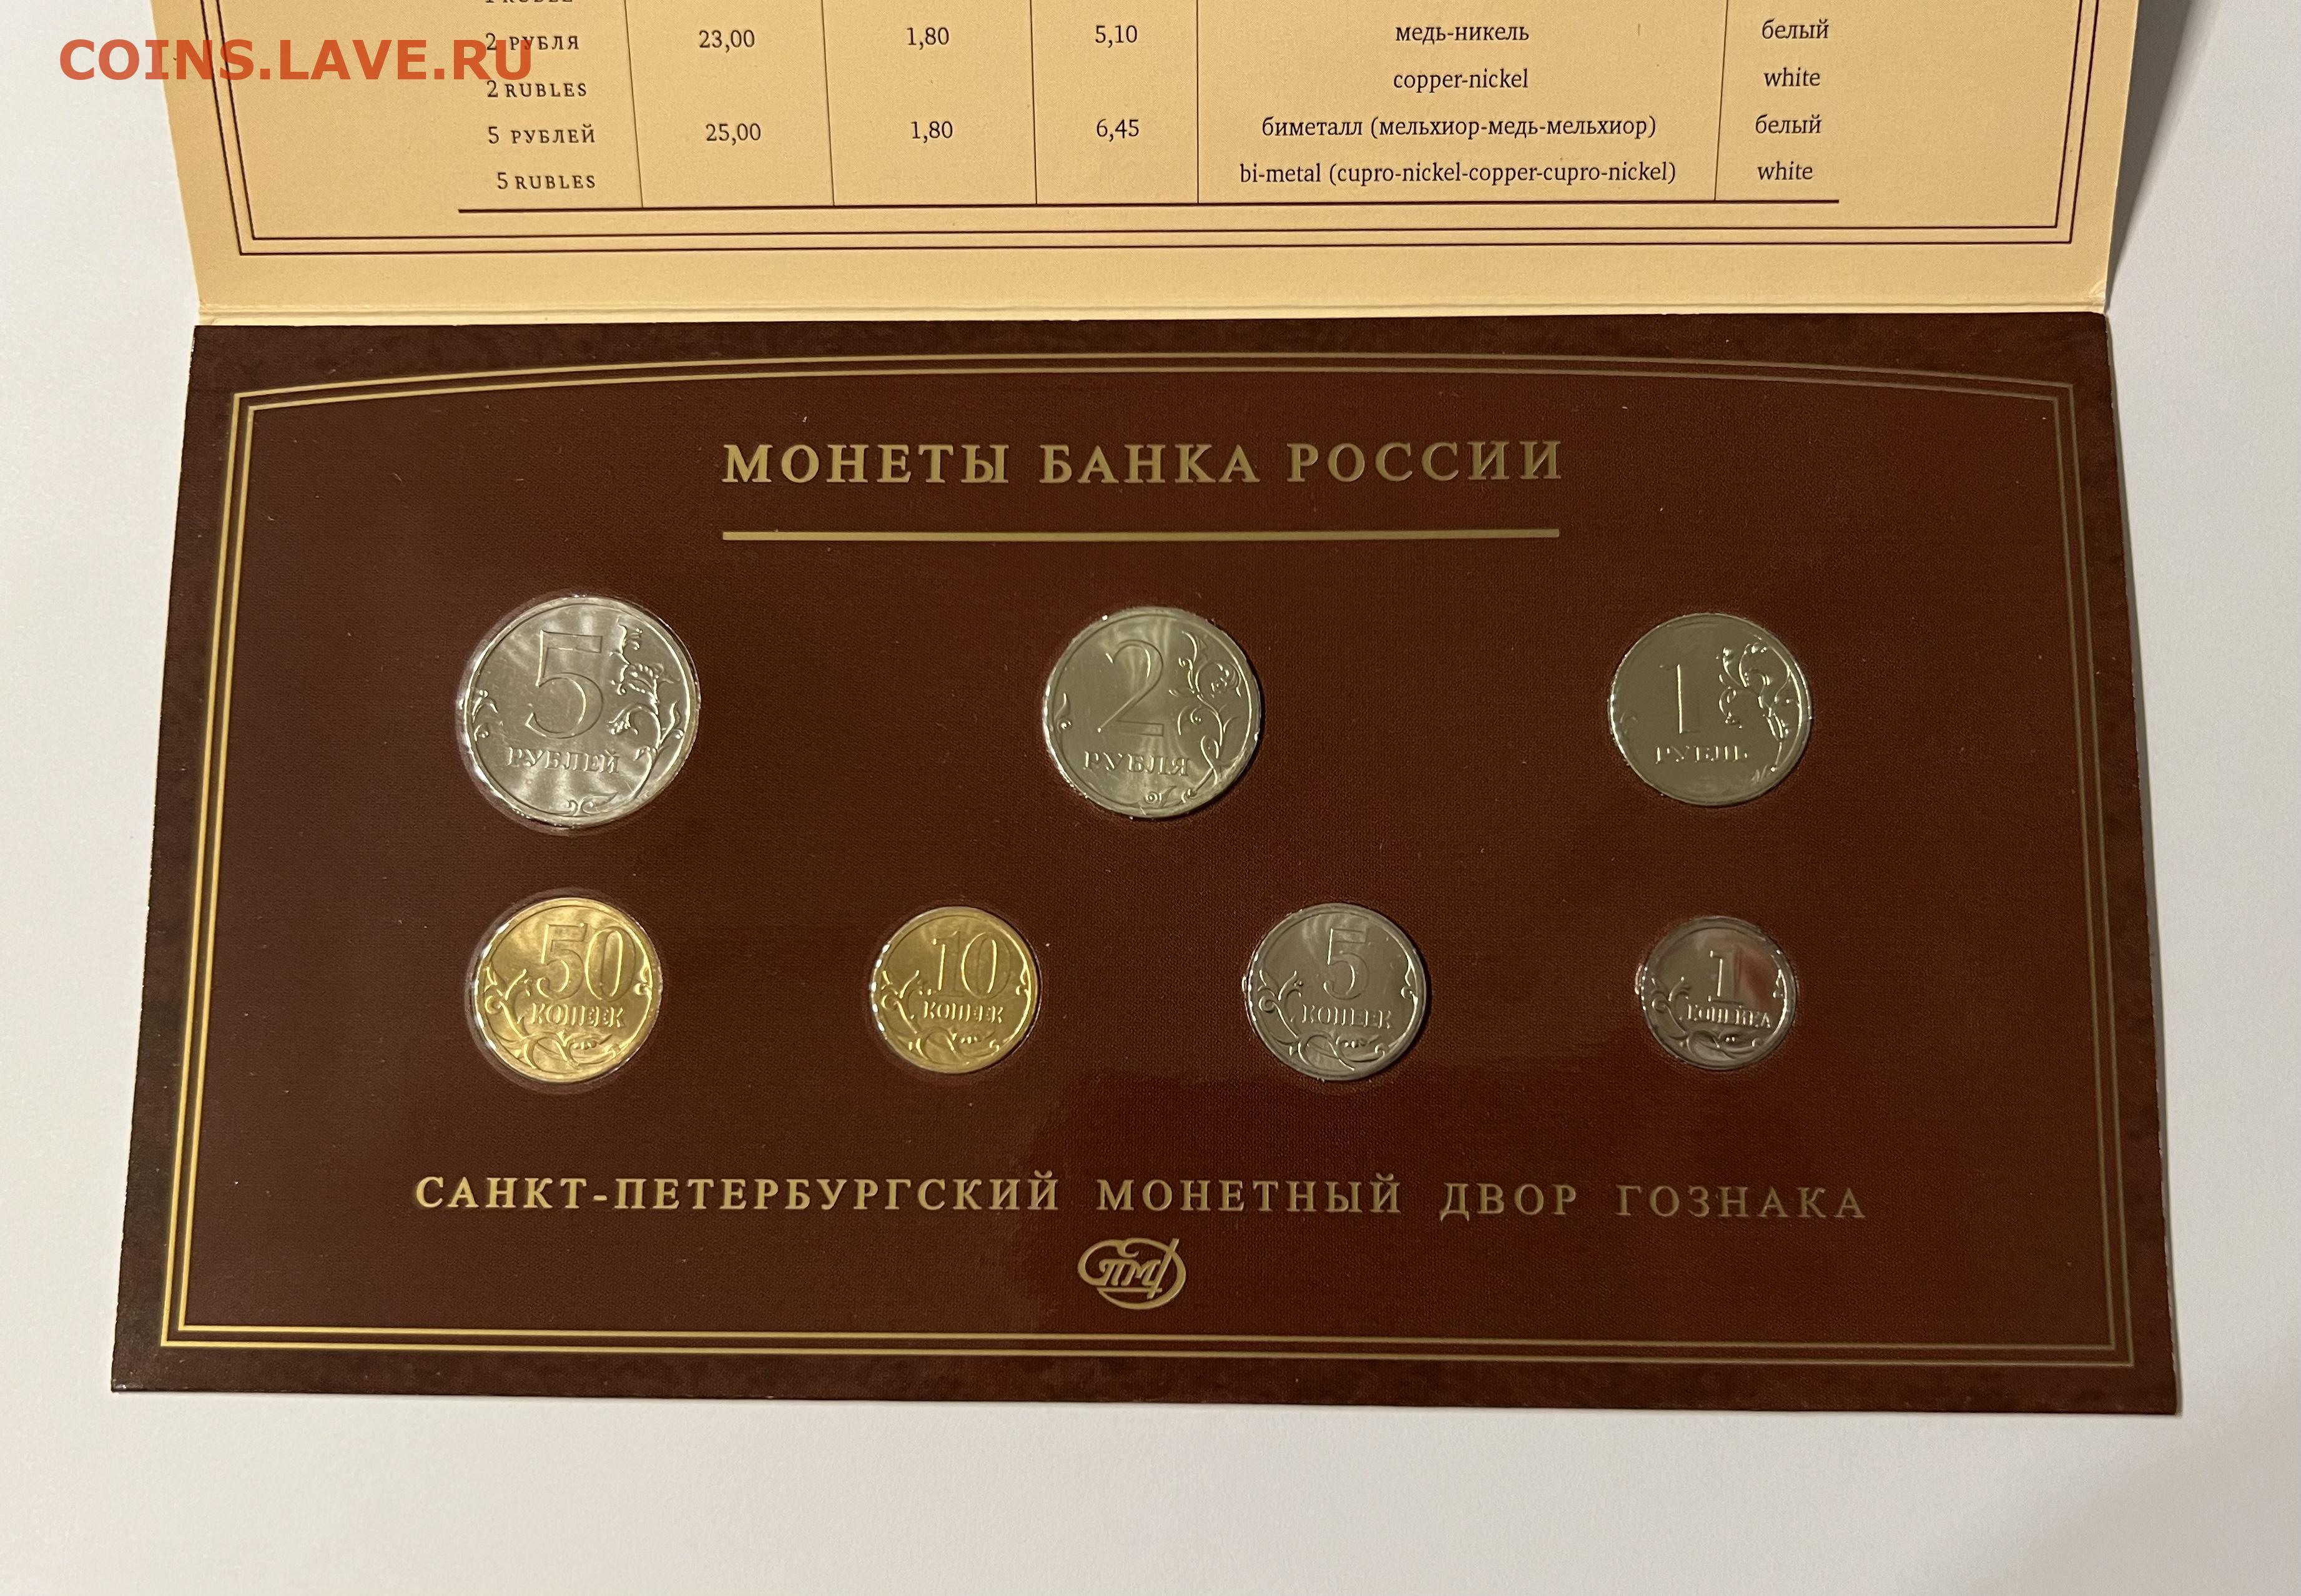 COINS.LAVE.RU
2 РУБЛЯ 23,00 1,80 5,10 медь-никель белый
2 RUBLES copper-nickel white
5 РУБЛЕЙ 25,00 1,80 6,45 биметалл (мельхиор-медь-мельхиор) белый
5 RUBLES bi-metal (cupro-nickel-copper-cupro-nickel) white
МОНЕТЫ БАНКА РОССИИ
5 РУБЛЕЙ
2 РУБЛЯ
1 РУБЛЬ
50 КОПЕЕК
10 КОПЕЕК
5 КОПЕЕК
1 КОПЕЙКА
САНКТ-ПЕТЕРБУРГСКИЙ МОНЕТНЫЙ ДВОР ГОЗНАКА
СПМД